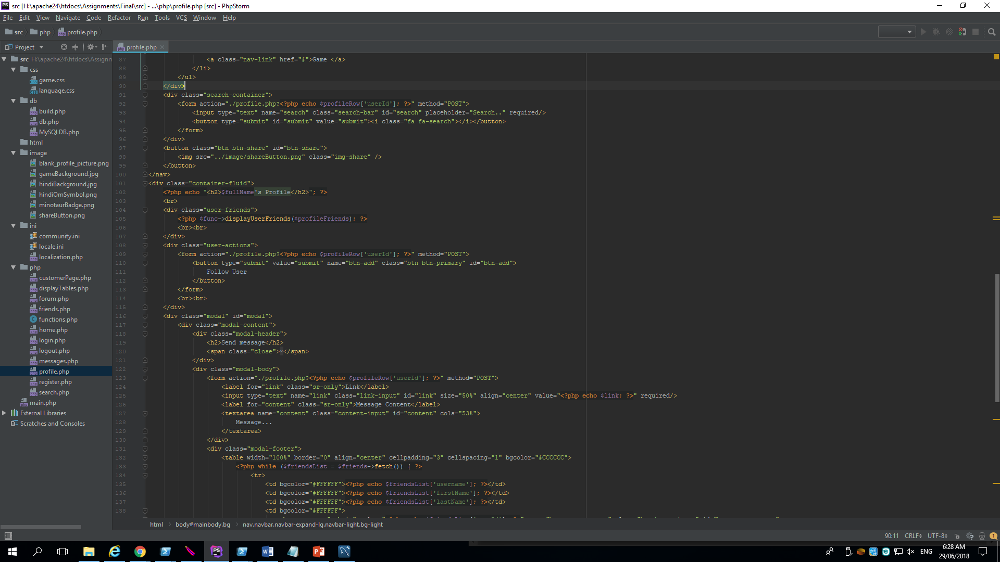 src [H:\apache24\htdocs\Assignments\Final\src] - ...\php\profile.php [src] - PhpStorm
File Edit View Navigate Code Refactor Run Tools VCS Window Help
src php profile.php
Project
profile.php
src H:\apache24\htdocs\Assignm
css
game.css
language.css
db
build.php
db.php
MySQLDB.php
html
image
blank_profile_picture.png
gameBackground.jpg
hindiBackground.jpg
hindiOmSymbol.png
minotaurBadge.png
shareButton.png
ini
community.ini
locale.ini
localization.php
php
customerPage.php
displayTables.php
forum.php
friends.php
functions.php
home.php
login.php
logout.php
messages.php
profile.php
register.php
search.php
main.php
External Libraries
Scratches and Consoles
87 <a class="nav-link" href="#">Game </a>
88 </li>
89 </ul>
90 </div>
91 <div class="search-container">
92 <form action="./profile.php?<?php echo $profileRow['userId']; ?>" method="POST">
93 <input type="text" name="search" class="search-bar" id="search" placeholder="Search.." required/>
94 <button type="submit" id="submit" value="submit"><i class="fa fa-search"></i></button>
95 </form>
96 </div>
97 <button class="btn btn-share" id="btn-share">
98 <img src="../image/shareButton.png" class="img-share" />
99 </button>
100 </nav>
101 <div class="container-fluid">
102 <?php echo "<h2>$fullName's Profile</h2>"; ?>
103 <br>
104 <div class="user-friends">
105 <?php $func->displayUserFriends($profileFriends); ?>
106 <br><br>
107 </div>
108 <div class="user-actions">
109 <form action="./profile.php?<?php echo $profileRow['userId']; ?>" method="POST">
110 <button type="submit" value="submit" name="btn-add" class="btn btn-primary" id="btn-add">
111 Follow User
112 </button>
113 </form>
114 <br><br>
115 </div>
116 <div class="modal" id="modal">
117 <div class="modal-content">
118 <div class="modal-header">
119 <h2>Send message</h2>
120 <span class="close">×</span>
121 </div>
122 <div class="modal-body">
123 <form action="./profile.php?<?php echo $profileRow['userId']; ?>" method="POST">
124 <label for="link" class="sr-only">Link</label>
125 <input type="text" name="link" class="link-input" id="link" size="50%" align="center" value="<?php echo $link; ?>" required/>
126 <label for="content" class="sr-only">Message Content</label>
127 <textarea name="content" class="content-input" id="content" cols="53%">
128 Message...
129 </textarea>
130 </div>
131 <div class="modal-footer">
132 <table width="100%" border="0" align="center" cellpadding="3" cellspacing="1" bgcolor="#CCCCCC">
133 <?php while ($friendsList = $friends->fetch()) { ?>
134 <tr>
135 <td bgcolor="#FFFFFF"><?php echo $friendsList['username']; ?></td>
136 <td bgcolor="#FFFFFF"><?php echo $friendsList['firstName']; ?></td>
137 <td bgcolor="#FFFFFF"><?php echo $friendsList['lastName']; ?></td>
138 <td bgcolor="#FFFFFF">
html body#mainbody.bg nav.navbar.navbar-expand-lg.navbar-light.bg-light
90:11 CRLF UTF-8 1
ENG 6:28 AM
29/06/2018